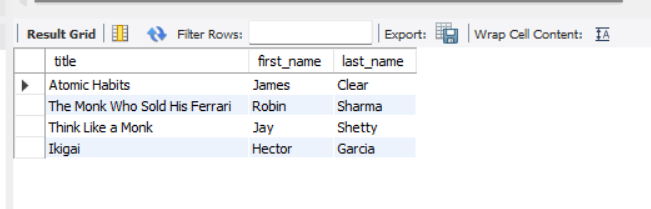 Result Grid Filter Rows: Export: Wrap Cell Content: IA
title first_name last_name
Atomic Habits James Clear
The Monk Who Sold His Ferrari Robin Sharma
Think Like a Monk Jay Shetty
Ikigai Hector Garcia